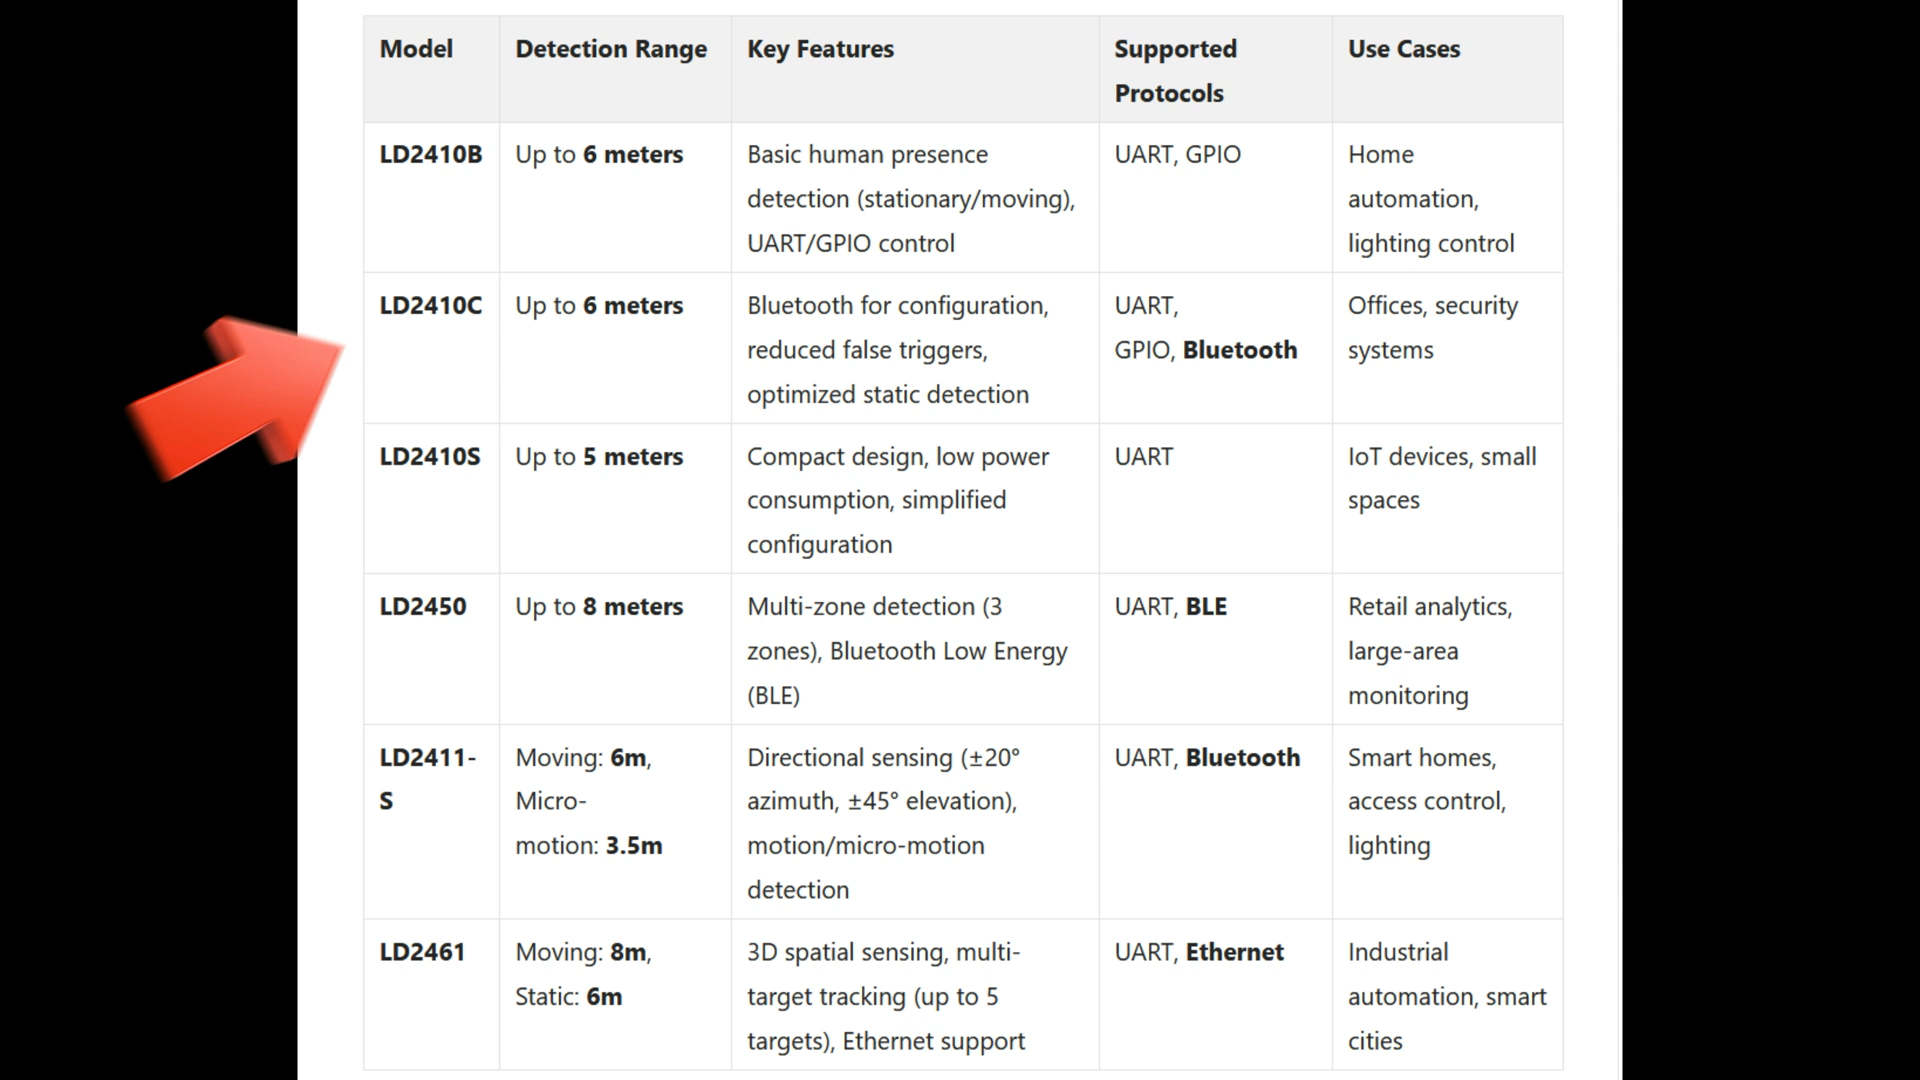 Model
Detection Range
Key Features
Supported
Protocols
Use Cases
LD2410B
Up to 6 meters
Basic human presence
detection (stationary/moving),
UART/GPIO control
UART, GPIO
Home
automation,
lighting control
LD2410C
Up to 6 meters
Bluetooth for configuration,
reduced false triggers,
optimized static detection
UART,
GPIO, Bluetooth
Offices, security
systems
LD2410S
Up to 5 meters
Compact design, low power
consumption, simplified
configuration
UART
IoT devices, small
spaces
LD2450
Up to 8 meters
Multi-zone detection (3
zones), Bluetooth Low Energy
(BLE)
UART, BLE
Retail analytics,
large-area
monitoring
LD2411-
S
Moving: 6m,
Micro-
motion: 3.5m
Directional sensing (±20°
azimuth, ±45° elevation),
motion/micro-motion
detection
UART, Bluetooth
Smart homes,
access control,
lighting
LD2461
Moving: 8m,
Static: 6m
3D spatial sensing, multi-
target tracking (up to 5
targets), Ethernet support
UART, Ethernet
Industrial
automation, smart
cities